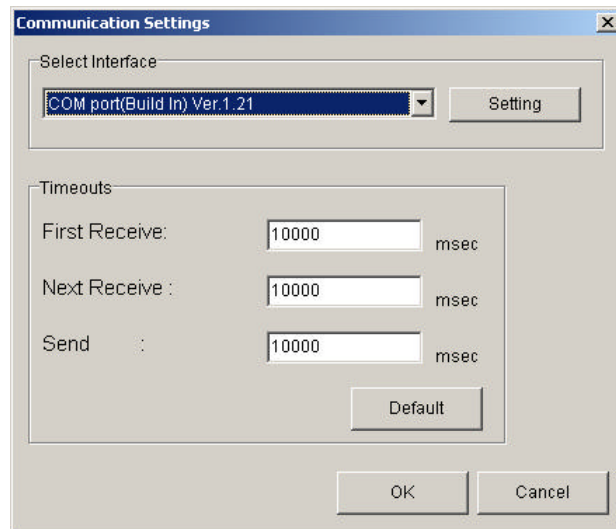 Communication Settings
Select Interface
COM port(Build In) Ver.1.21
Setting
Timeouts
First Receive: 10000 msec
Next Receive : 10000 msec
Send : 10000 msec
Default
OK Cancel